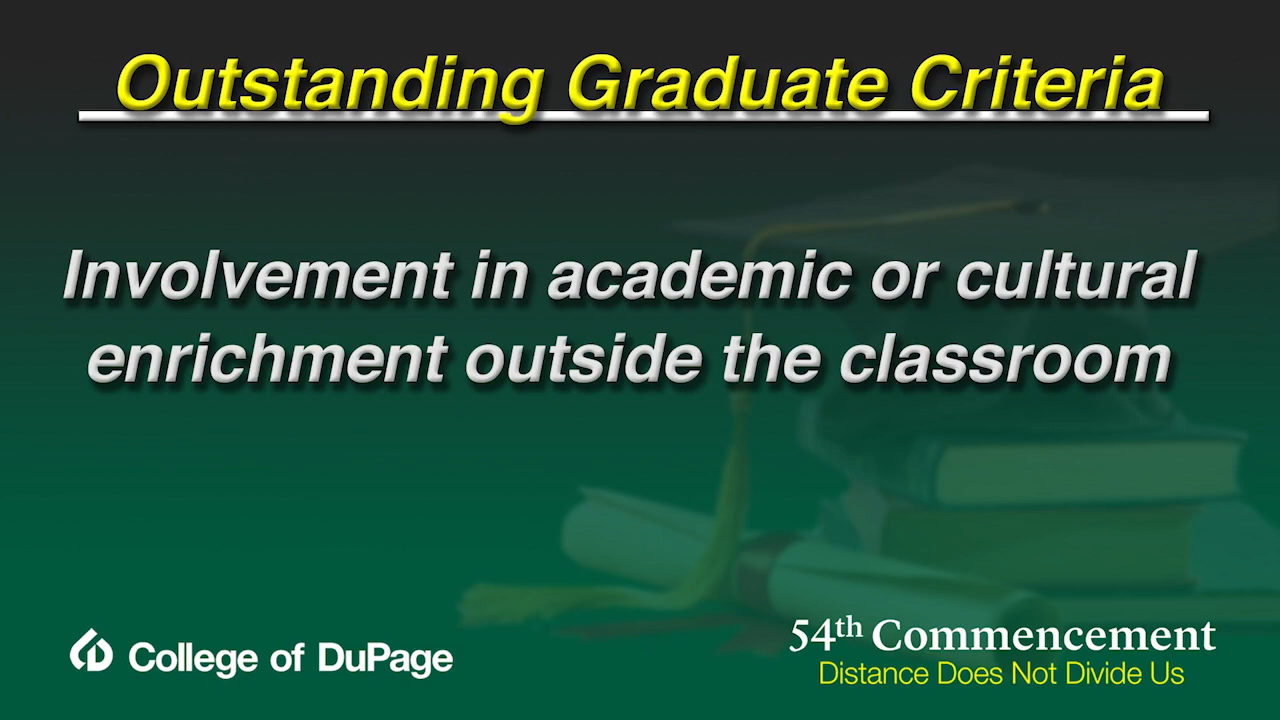 Outstanding Graduate Criteria
Involvement in academic or cultural
enrichment outside the classroom
College of DuPage
54th Commencement
Distance Does Not Divide Us